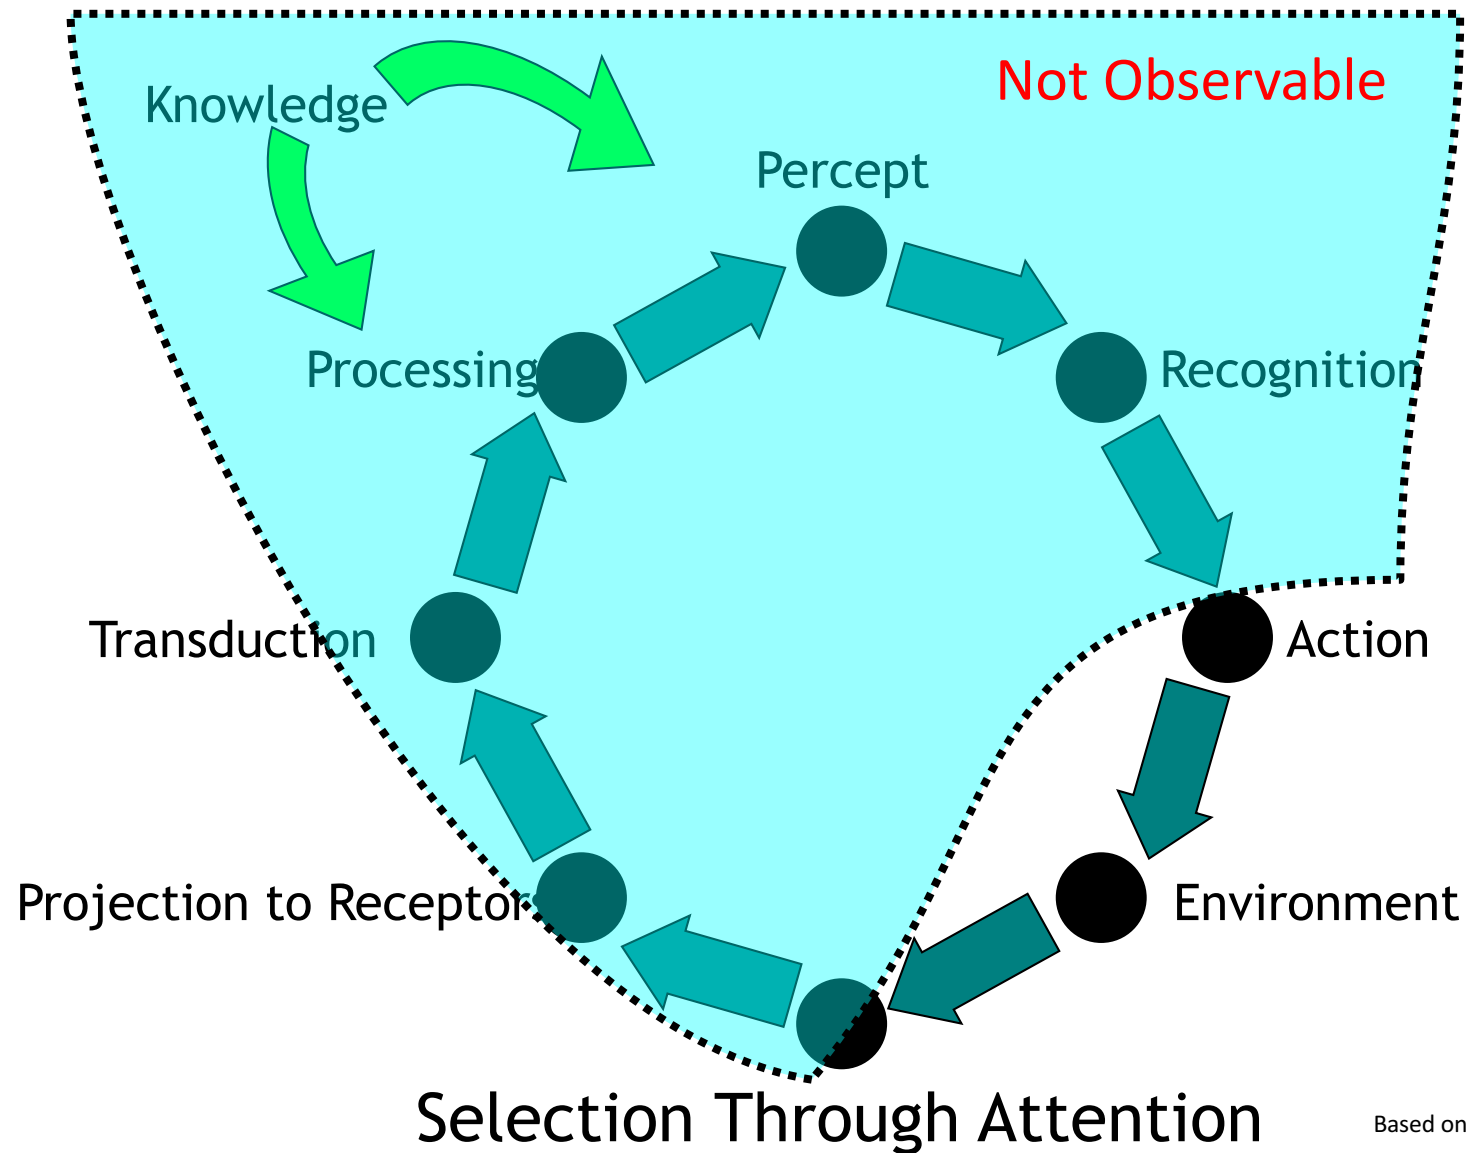 Not Observable
Knowledge
Percept
Processing
Recognition
Transduction
Action
Projection to Receptor
Environment
Selection Through Attention
Based on